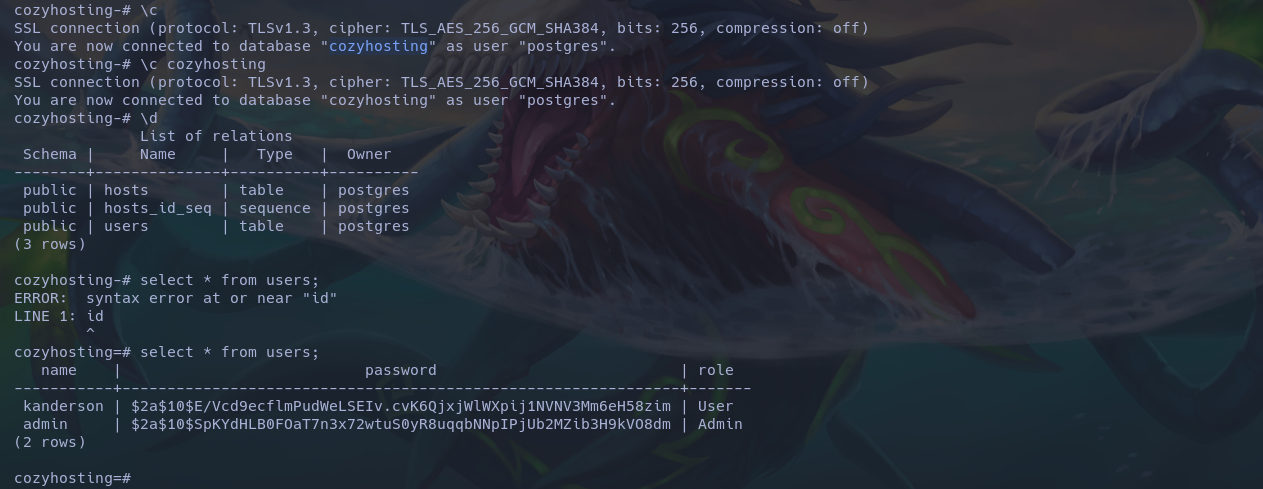 cozyhosting-# \c
SSL connection (protocol: TLSv1.3, cipher: TLS_AES_256_GCM_SHA384, bits: 256, compression: off)
You are now connected to database "cozyhosting" as user "postgres".
cozyhosting-# \c cozyhosting
SSL connection (protocol: TLSv1.3, cipher: TLS_AES_256_GCM_SHA384, bits: 256, compression: off)
You are now connected to database "cozyhosting" as user "postgres".
cozyhosting-# \d
              List of relations
 Schema |     Name     |   Type   |  Owner
--------+--------------+----------+----------
 public | hosts        | table    | postgres
 public | hosts_id_seq | sequence | postgres
 public | users        | table    | postgres
(3 rows)

cozyhosting-# select * from users;
ERROR:  syntax error at or near "id"
LINE 1: id
        ^
cozyhosting=# select * from users;
   name    |                           password                           | role
-----------+--------------------------------------------------------------+-------
 kanderson | $2a$10$E/Vcd9ecflmPudWeLSEIv.cvK6QjxjWlWXpij1NVNV3Mm6eH58zim | User
 admin     | $2a$10$SpKYdHLB0FOaT7n3x72wtuS0yR8uqqbNNpIPjUb2MZib3H9kVO8dm | Admin
(2 rows)

cozyhosting=#